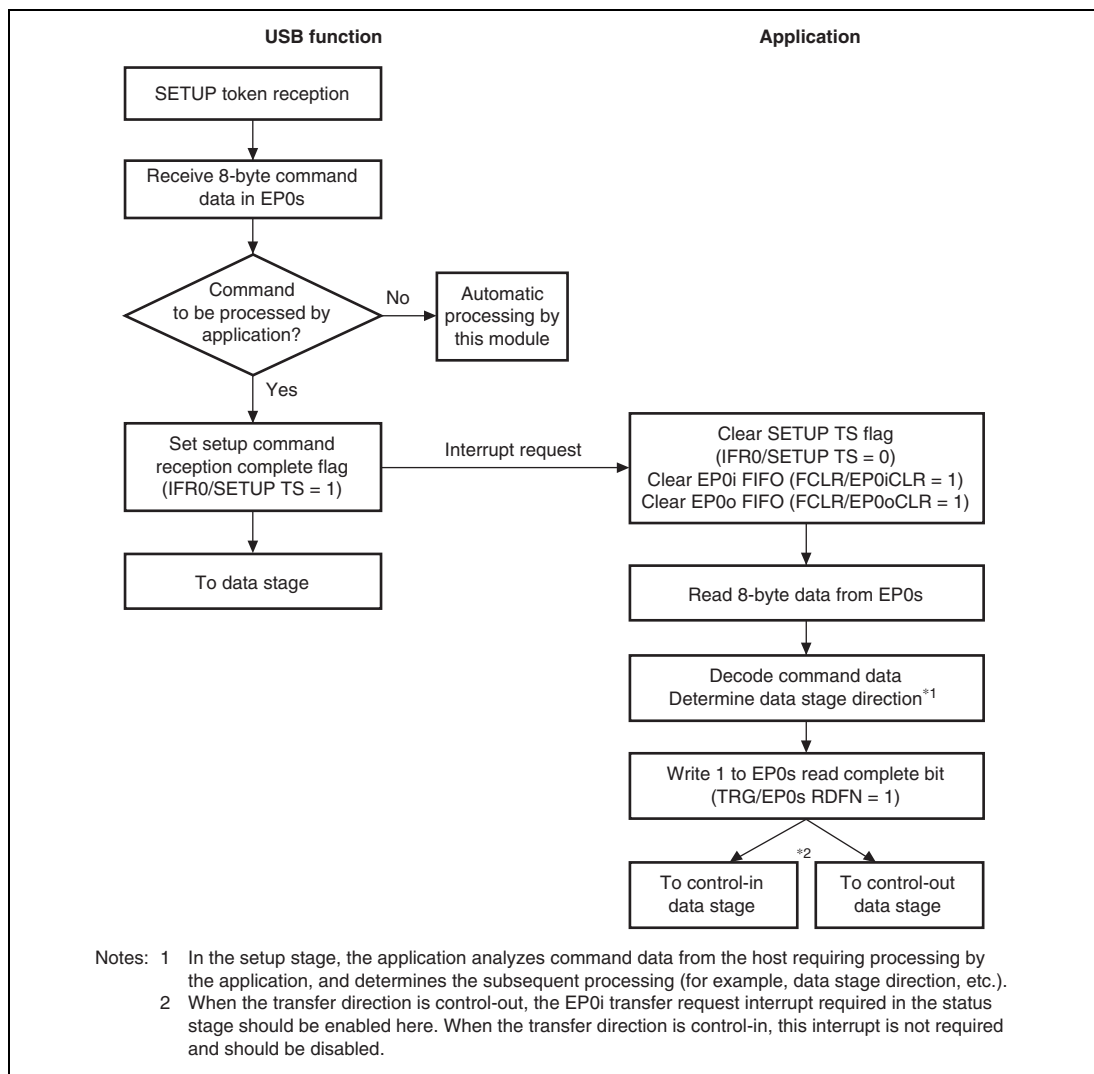 USB function
Application
SETUP token reception
Receive 8-byte command
data in EP0s
Command
to be processed by
application?
No
Automatic
processing by
this module
Yes
Set setup command
reception complete flag
(IFR0/SETUP TS = 1)
Interrupt request
To data stage
Clear SETUP TS flag
(IFR0/SETUP TS = 0)
Clear EP0i FIFO (FCLR/EP0iCLR = 1)
Clear EP0o FIFO (FCLR/EP0oCLR = 1)
Read 8-byte data from EP0s
Decode command data
Determine data stage direction*1
Write 1 to EP0s read complete bit
(TRG/EP0s RDFN = 1)
*2
To control-in
data stage
To control-out
data stage
Notes: 1 In the setup stage, the application analyzes command data from the host requiring processing by
the application, and determines the subsequent processing (for example, data stage direction, etc.).
2 When the transfer direction is control-out, the EP0i transfer request interrupt required in the status
stage should be enabled here. When the transfer direction is control-in, this interrupt is not required
and should be disabled.